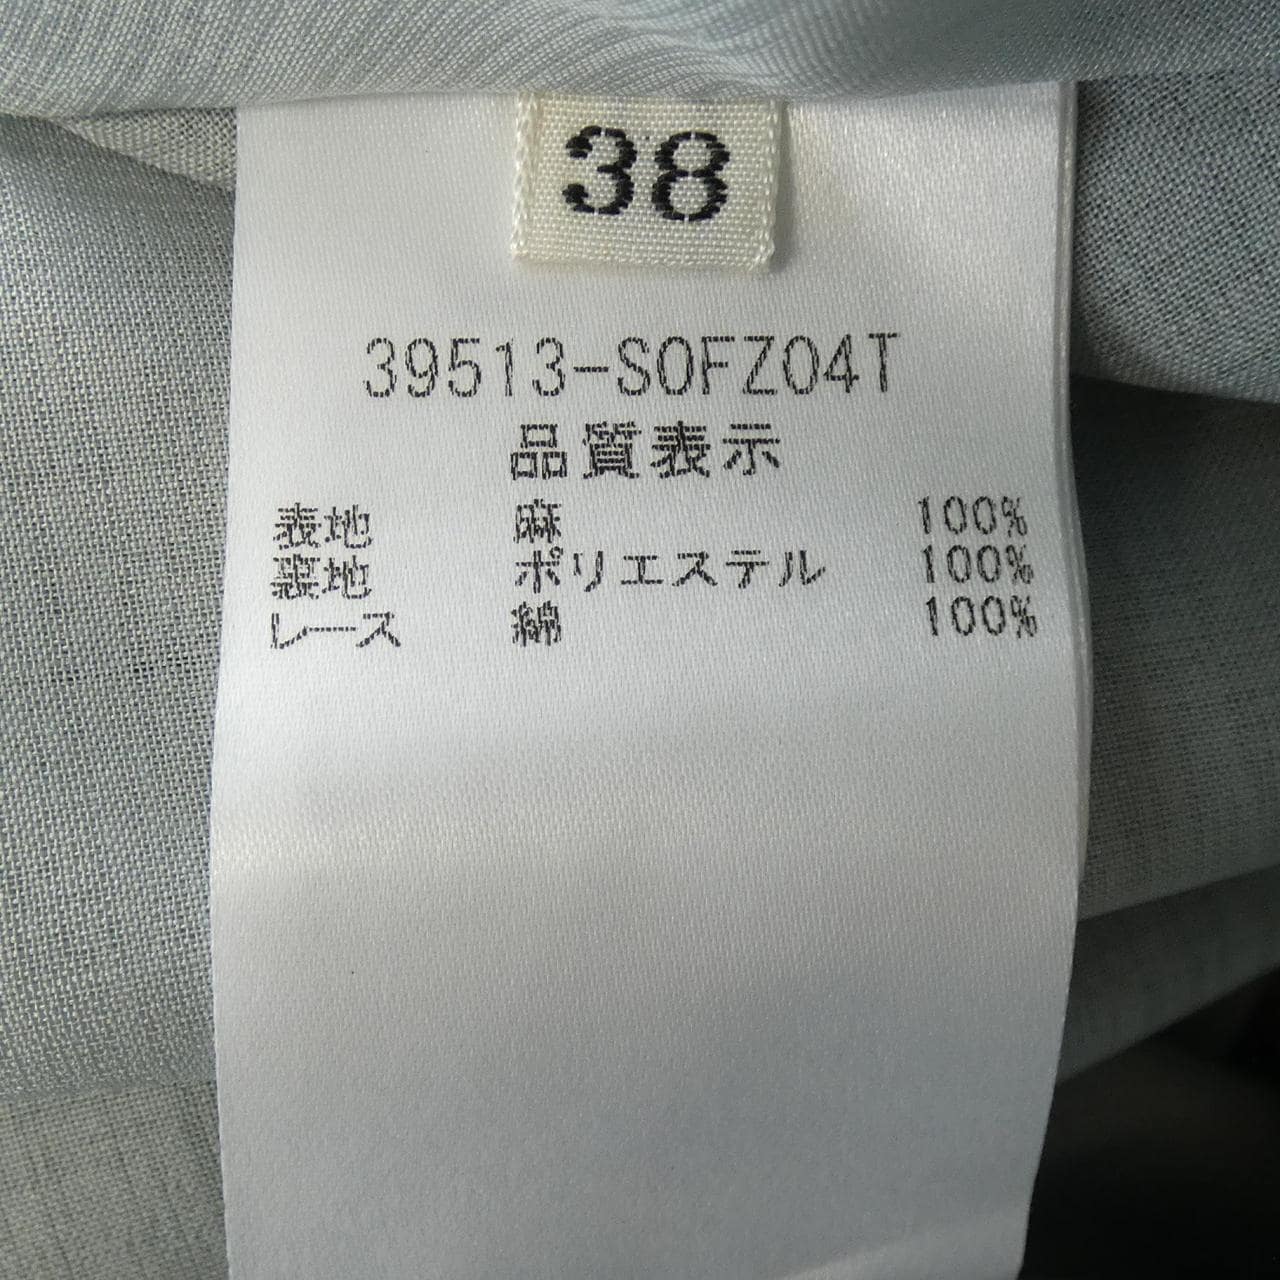 38
39513-S0FZ04T
品質表示
表地 麻 100%
裏地 ポリエステル 100%
レース 綿 100%